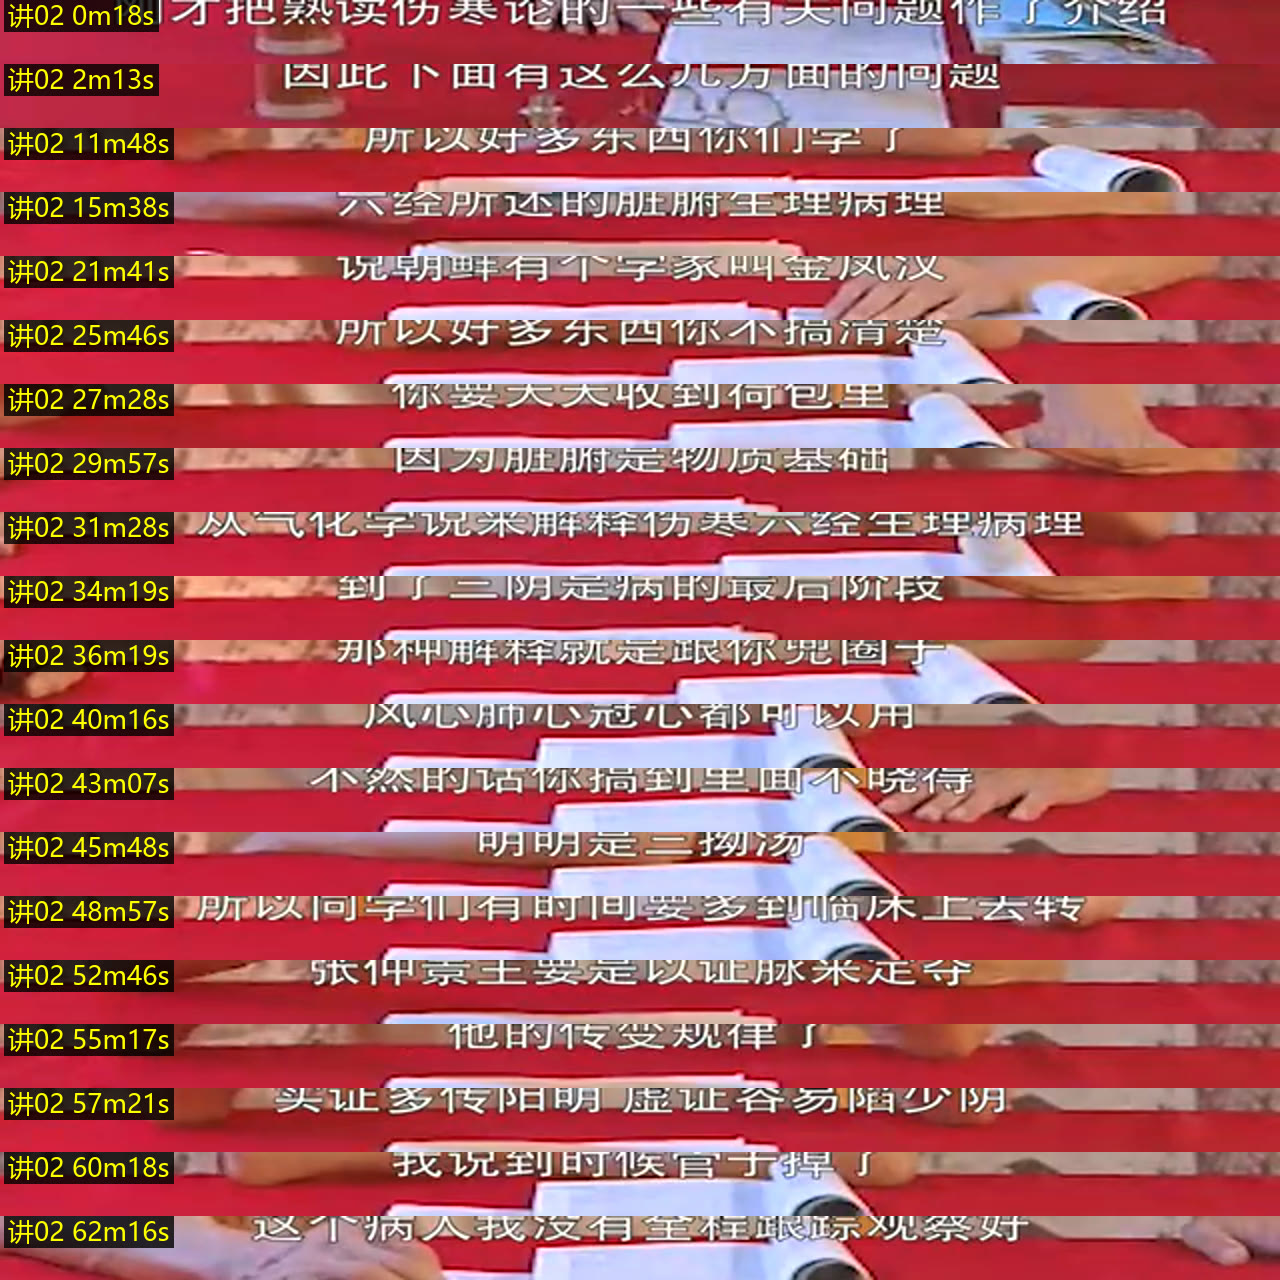 讲02 0m18s 刚才把熟读伤寒论的一些有关问题作了介绍
讲02 2m13s 因此下面有这么几方面的问题
讲02 11m48s 所以好多东西你们学了
讲02 15m38s 六经所述的脏腑生理病理
讲02 21m41s 说朝鲜有个学家叫金凤汉
讲02 25m46s 所以好多东西你不搞清楚
讲02 27m28s 你要天天收到荷包里
讲02 29m57s 因为脏腑是物质基础
讲02 31m28s 从气化学说来解释伤寒六经生理病理
讲02 34m19s 到了三阴是病的最后阶段
讲02 36m19s 那种解释就是跟你兜圈子
讲02 40m16s 风心肺心冠心都可以用
讲02 43m07s 不然的话你搞到里面不晓得
讲02 45m48s 明明是三拗汤
讲02 48m57s 所以同学们有时间要多到临床上去转
讲02 52m46s 张仲景主要是以证脉来定夺
讲02 55m17s 他的传变规律了
讲02 57m21s 实证多传阳明 虚证容易陷少阴
讲02 60m18s 我说到时候管子掉了
讲02 62m16s 这个病人我没有全程跟踪观察好